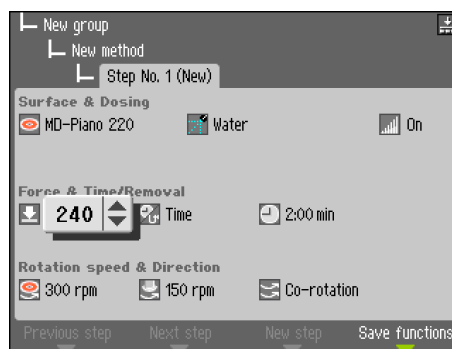 New group
New method
Step No. 1 (New)
Surface & Dosing
MD-Piano 220 Water On
Force & Time/Removal
240 Time 2:00 min
Rotation speed & Direction
300 rpm 150 rpm Co-rotation
Previous step Next step New step Save functions